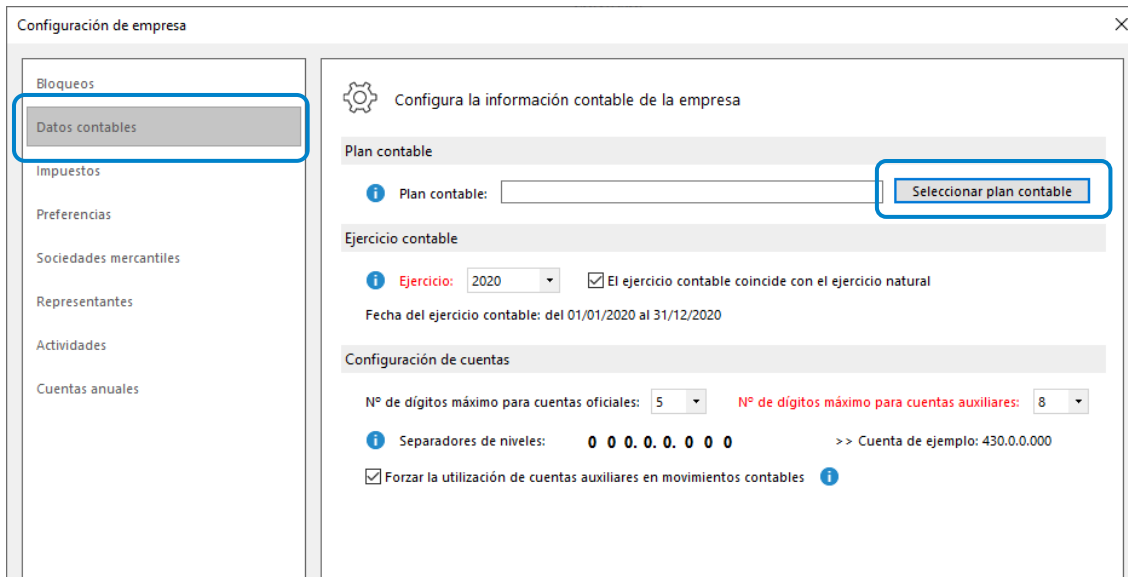 Configuración de empresa
Bloqueos
Datos contables
Impuestos
Preferencias
Sociedades mercantiles
Representantes
Actividades
Cuentas anuales
Configura la información contable de la empresa
Plan contable
Plan contable: Seleccionar plan contable
Ejercicio contable
Ejercicio: 2020 El ejercicio contable coincide con el ejercicio natural
Fecha del ejercicio contable: del 01/01/2020 al 31/12/2020
Configuración de cuentas
Nº de dígitos máximo para cuentas oficiales: 5 Nº de dígitos máximo para cuentas auxiliares: 8
Separadores de niveles: 0 0 0. 0. 0. 0 0 0 >> Cuenta de ejemplo: 430.0.0.000
Forzar la utilización de cuentas auxiliares en movimientos contables